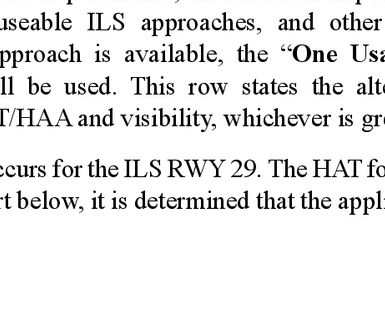 useable ILS approaches, and other
pproach is available, the “One Usa
ll be used. This row states the alte
T/HAA and visibility, whichever is gre
ccurs for the ILS RWY 29. The HAT fo
rt below, it is determined that the appli